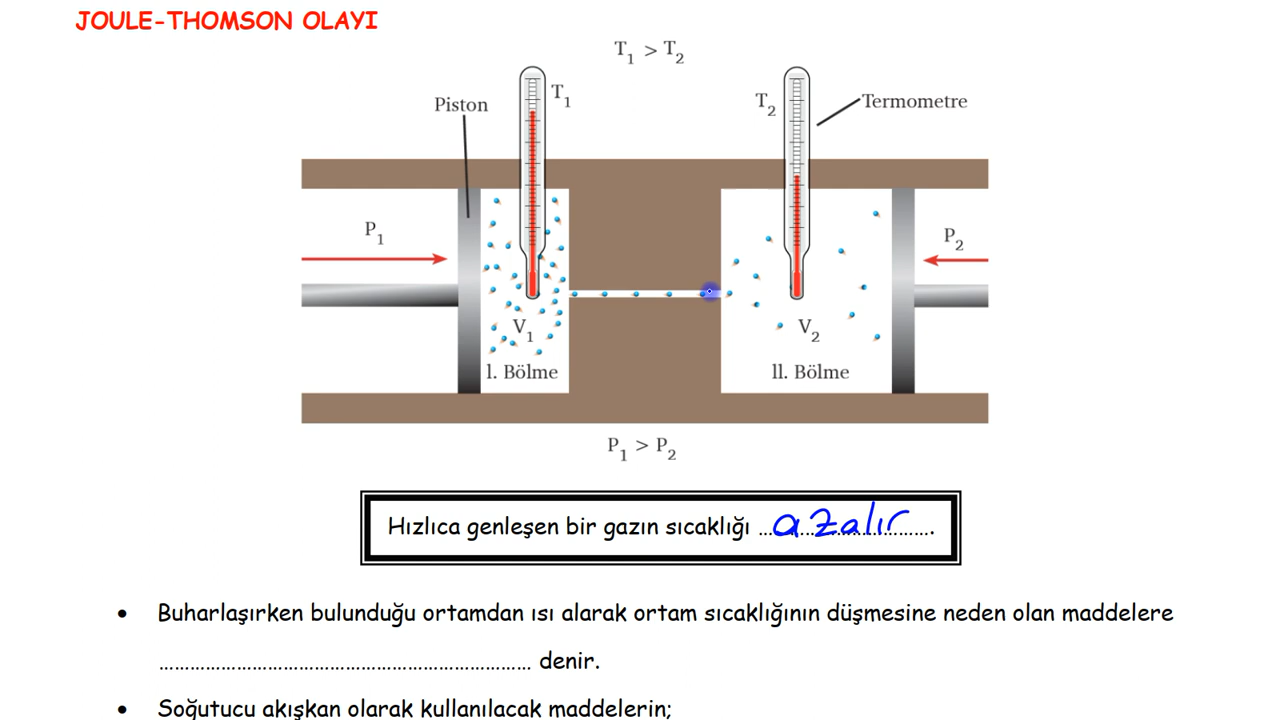 JOULE-THOMSON OLAYI
T1 > T2
Piston
T1
T2
Termometre
P1
P2
V1
V2
I. Bölme
II. Bölme
P1 > P2
Hızlıca genleşen bir gazın sıcaklığı ...azalır....
• Buharlaşırken bulunduğu ortamdan ısı alarak ortam sıcaklığının düşmesine neden olan maddelere
........................................................................ denir.
• Soğutucu akışkan olarak kullanılacak maddelerin;